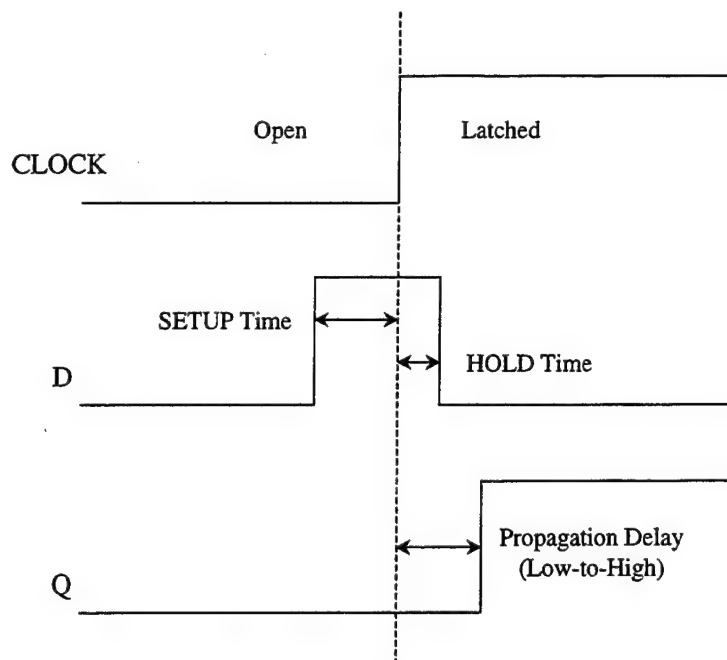 Open
Latched
CLOCK
SETUP Time
HOLD Time
D
Propagation Delay
(Low-to-High)
Q